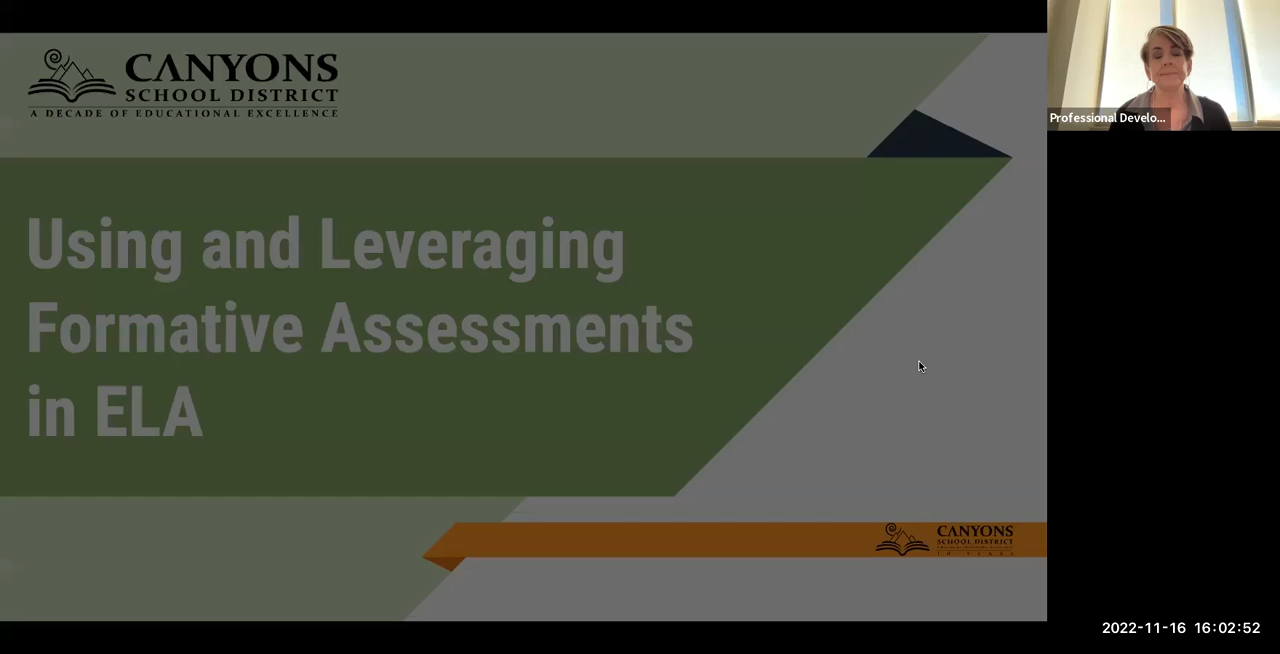 CANYONS
SCHOOL DISTRICT
A DECADE OF EDUCATIONAL EXCELLENCE
Professional Develo...
Using and Leveraging
Formative Assessments
in ELA
CANYONS
SCHOOL DISTRICT
2022-11-16 16:02:52